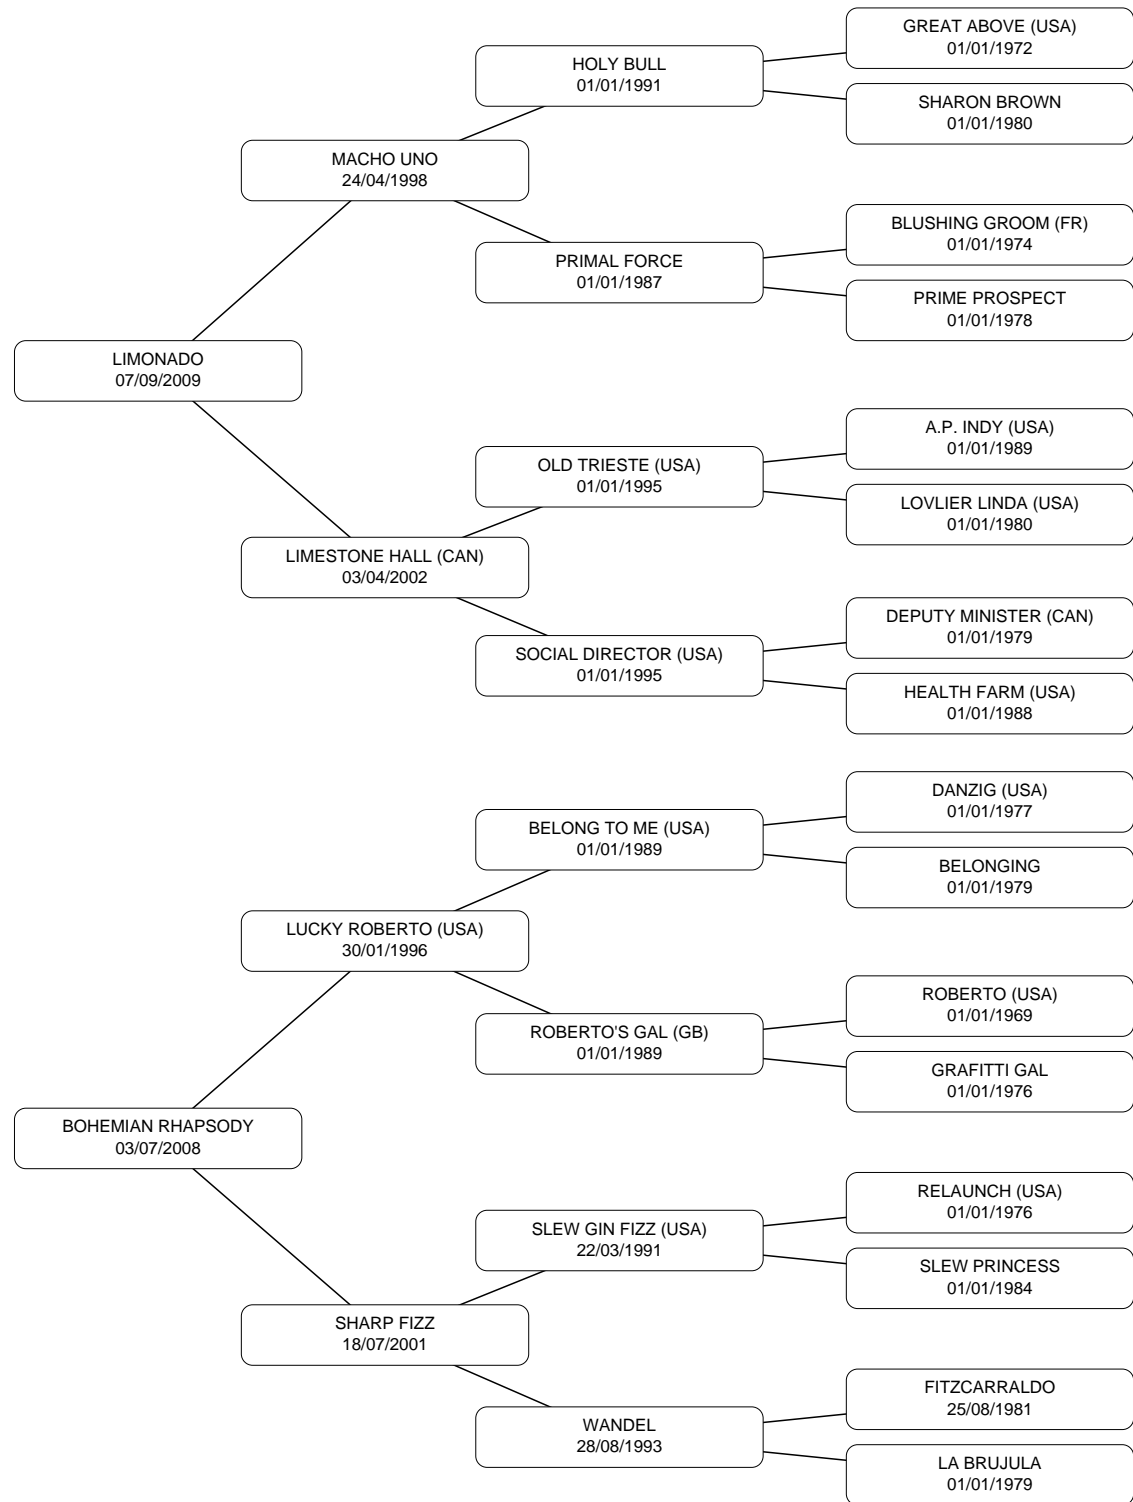 GREAT ABOVE (USA)
01/01/1972
HOLY BULL
01/01/1991
SHARON BROWN
01/01/1980
MACHO UNO
24/04/1998
BLUSHING GROOM (FR)
01/01/1974
PRIMAL FORCE
01/01/1987
PRIME PROSPECT
01/01/1978
LIMONADO
07/09/2009
A.P. INDY (USA)
01/01/1989
OLD TRIESTE (USA)
01/01/1995
LOVLIER LINDA (USA)
01/01/1980
LIMESTONE HALL (CAN)
03/04/2002
DEPUTY MINISTER (CAN)
01/01/1979
SOCIAL DIRECTOR (USA)
01/01/1995
HEALTH FARM (USA)
01/01/1988
DANZIG (USA)
01/01/1977
BELONG TO ME (USA)
01/01/1989
BELONGING
01/01/1979
LUCKY ROBERTO (USA)
30/01/1996
ROBERTO (USA)
01/01/1969
ROBERTO'S GAL (GB)
01/01/1989
GRAFITTI GAL
01/01/1976
BOHEMIAN RHAPSODY
03/07/2008
RELAUNCH (USA)
01/01/1976
SLEW GIN FIZZ (USA)
22/03/1991
SLEW PRINCESS
01/01/1984
SHARP FIZZ
18/07/2001
FITZCARRALDO
25/08/1981
WANDEL
28/08/1993
LA BRUJULA
01/01/1979